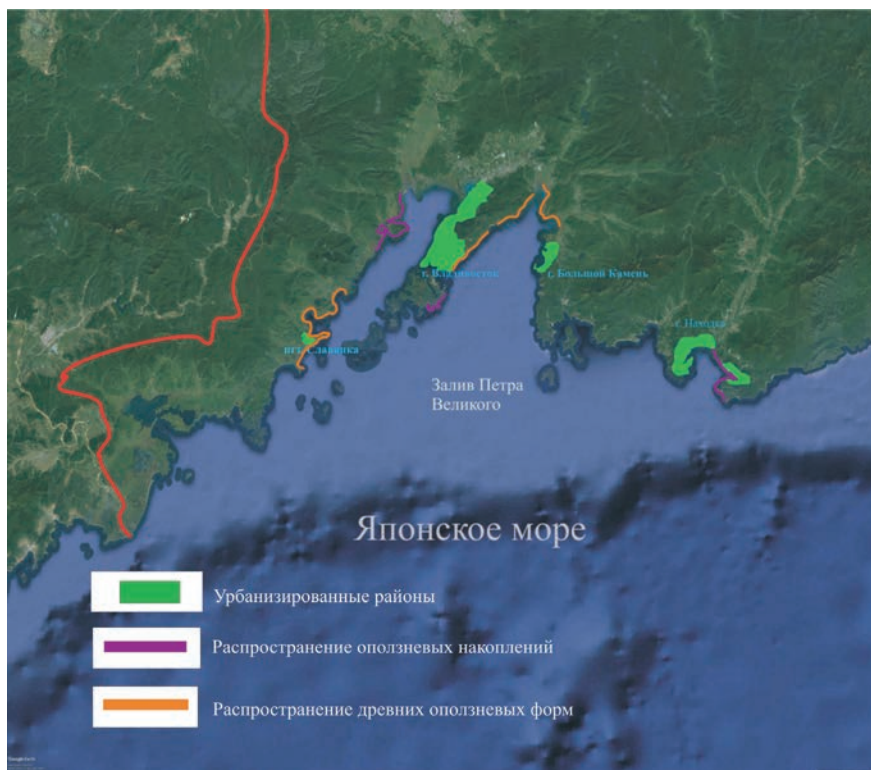 г. Владивосток
г. Большой Камень
г. Находка
пгт. Славянка
Залив Петра
Великого
Японское море
Урбанизированные районы
Распространение оползневых накоплений
Распространение древних оползневых форм